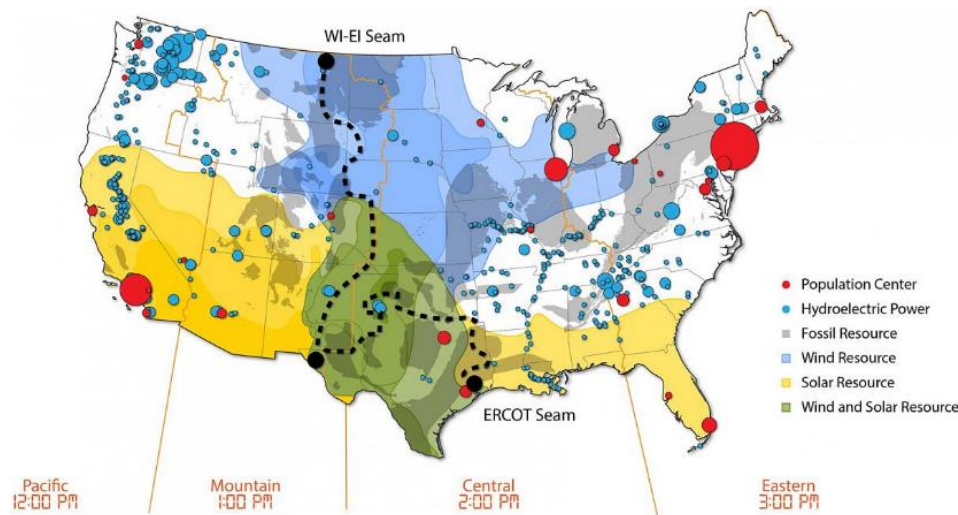 WI-EI Seam
Population Center
Hydroelectric Power
Fossil Resource
Wind Resource
Solar Resource
Wind and Solar Resource
ERCOT Seam
Pacific
12:00 PM
Mountain
1:00 PM
Central
2:00 PM
Eastern
3:00 PM